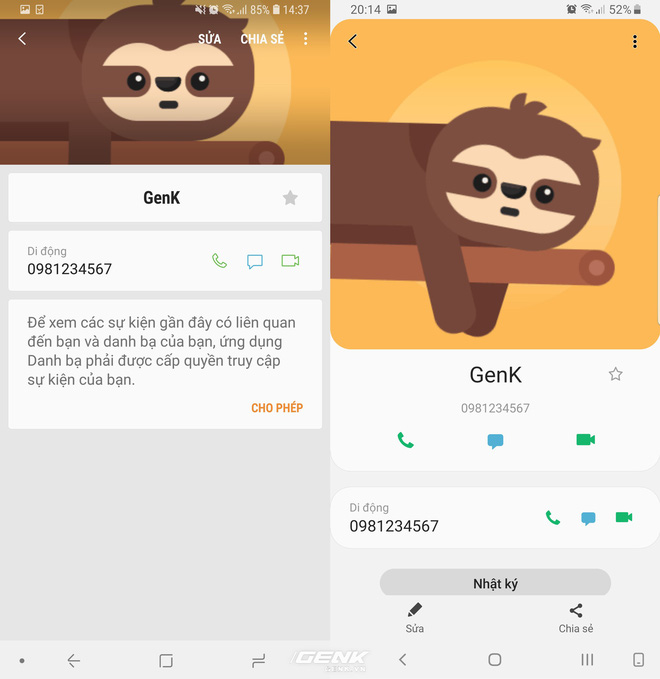 85% 14:37
SỬA CHIA SẺ
GenK
Di động
0981234567
Để xem các sự kiện gần đây có liên quan
đến bạn và danh bạ của bạn, ứng dụng
Danh bạ phải được cấp quyền truy cập
sự kiện của bạn.
CHO PHÉP
20:14 52%
GenK
0981234567
Di động
0981234567
Nhật ký
Sửa Chia sẻ
GENK